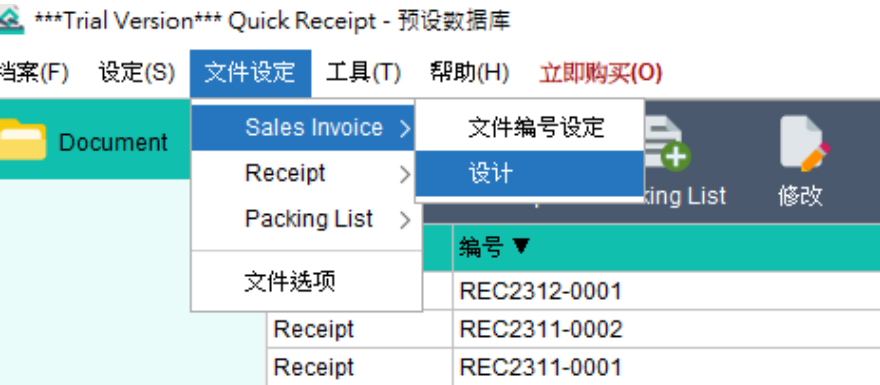 ***Trial Version*** Quick Receipt - 预设数据库
档案(F) 设定(S) 文件设定 工具(T) 帮助(H) 立即购买(O)
Document
Sales Invoice >
文件编号设定
Receipt >
设计
Packing List >
修改
文件选项
编号 ▼
REC2312-0001
Receipt REC2311-0002
Receipt REC2311-0001